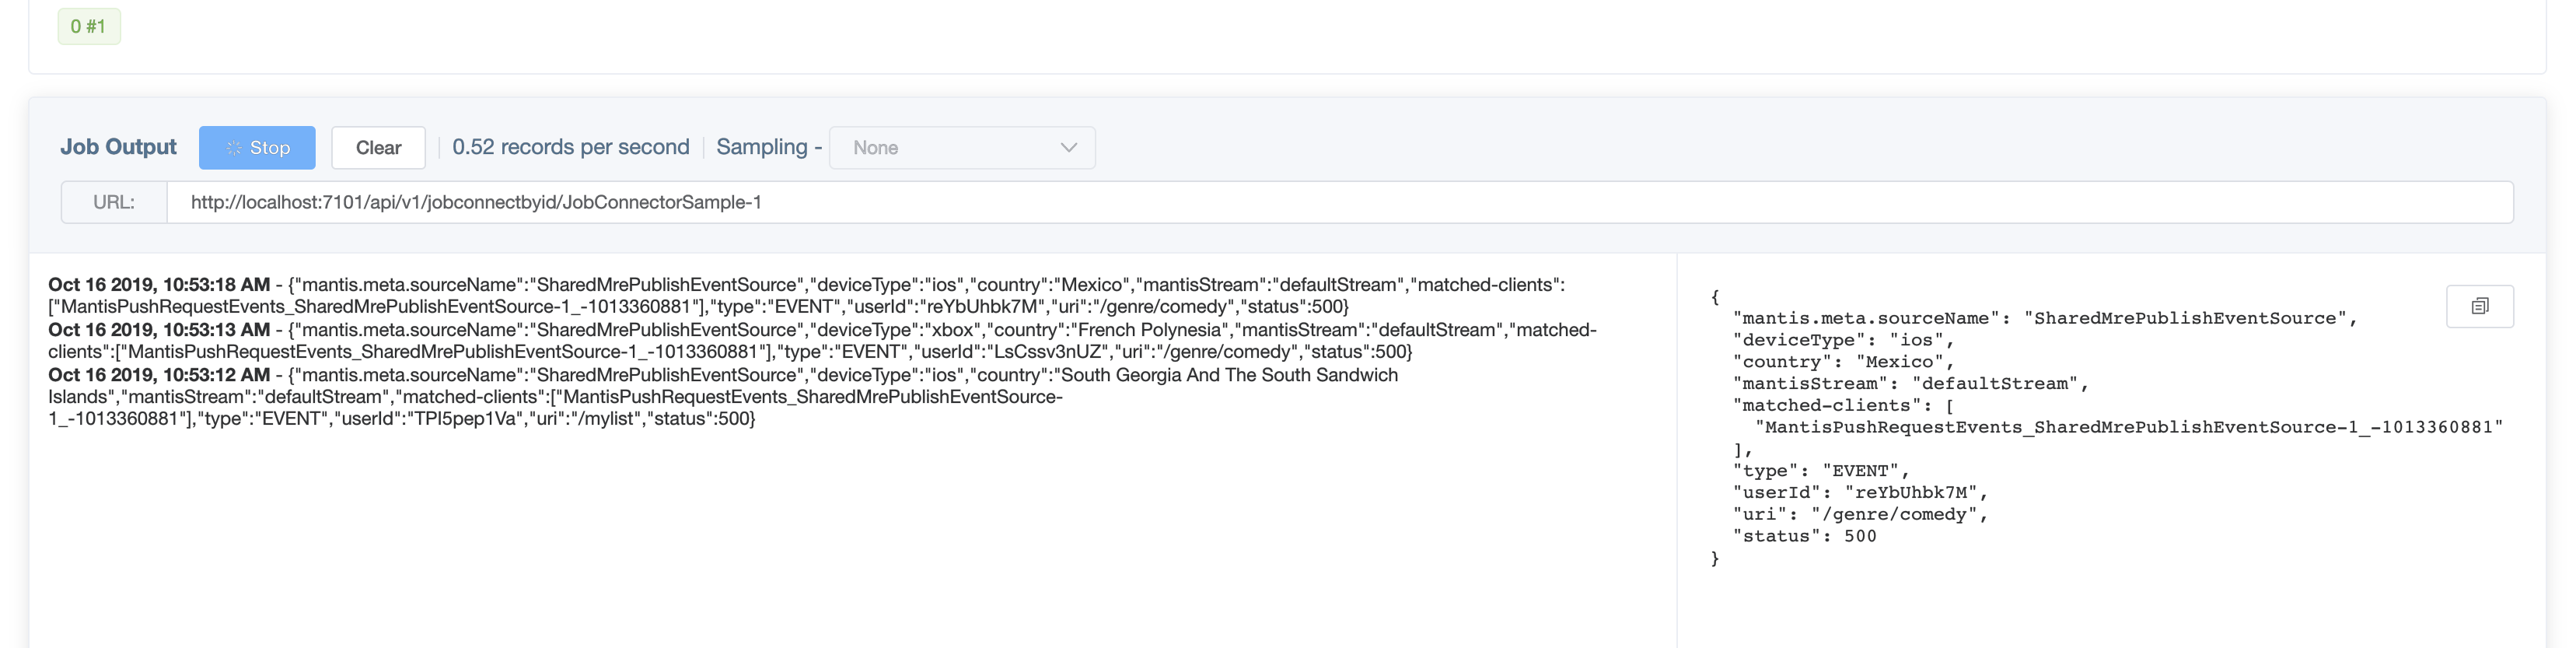 0 #1
Job Output Stop Clear 0.52 records per second Sampling - None
URL: http://localhost:7101/api/v1/jobconnectbyid/JobConnectorSample-1
Oct 16 2019, 10:53:18 AM - {"mantis.meta.sourceName":"SharedMrePublishEventSource","deviceType":"ios","country":"Mexico","mantisStream":"defaultStream","matched-clients":
["MantisPushRequestEvents_SharedMrePublishEventSource-1_-1013360881"],"type":"EVENT","userId":"reYbUhbk7M","uri":"/genre/comedy","status":500}
Oct 16 2019, 10:53:13 AM - {"mantis.meta.sourceName":"SharedMrePublishEventSource","deviceType":"xbox","country":"French Polynesia","mantisStream":"defaultStream","matched-
clients":["MantisPushRequestEvents_SharedMrePublishEventSource-1_-1013360881"],"type":"EVENT","userId":"LsCssv3nUZ","uri":"/genre/comedy","status":500}
Oct 16 2019, 10:53:12 AM - {"mantis.meta.sourceName":"SharedMrePublishEventSource","deviceType":"ios","country":"South Georgia And The South Sandwich
Islands","mantisStream":"defaultStream","matched-clients":["MantisPushRequestEvents_SharedMrePublishEventSource-
1_-1013360881"],"type":"EVENT","userId":"TPI5pep1Va","uri":"/mylist","status":500}
{
"mantis.meta.sourceName": "SharedMrePublishEventSource",
"deviceType": "ios",
"country": "Mexico",
"mantisStream": "defaultStream",
"matched-clients": [
"MantisPushRequestEvents_SharedMrePublishEventSource-1_-1013360881"
],
"type": "EVENT",
"userId": "reYbUhbk7M",
"uri": "/genre/comedy",
"status": 500
}